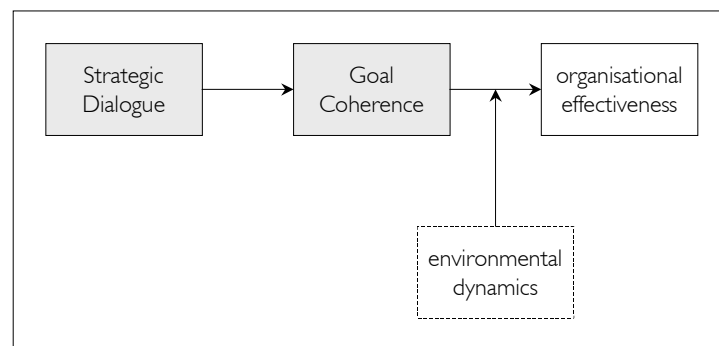 Strategic
Dialogue
Goal
Coherence
organisational
effectiveness
environmental
dynamics